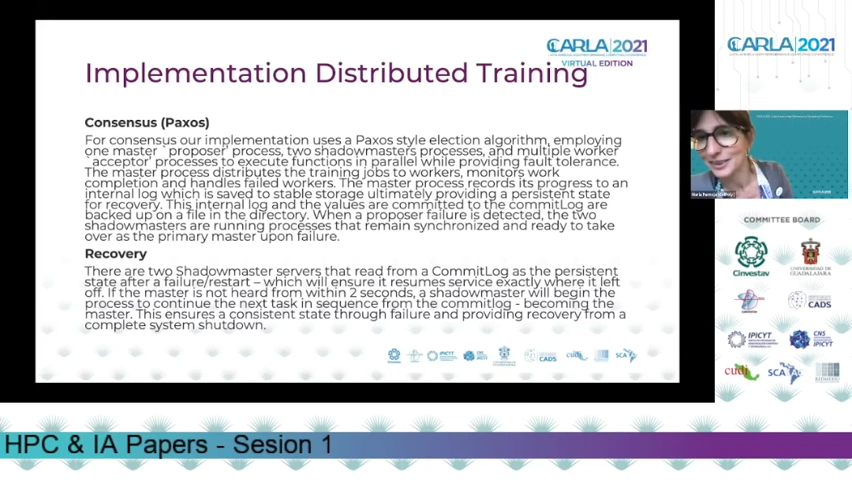 CARLA|2021
VIRTUAL EDITION
Implementation Distributed Training
Consensus (Paxos)
For consensus our implementation uses a Paxos style election algorithm, employing
one master `proposer' process, two shadowmasters processes, and multiple worker
`acceptor' processes to execute functions in parallel while providing fault tolerance.
The master process distributes the training jobs to workers, monitors work
completion and handles failed workers. The master process records its progress to an
internal log which is saved to stable storage ultimately providing a persistent state
for recovery. This internal log and the values are committed to the commitLog are
backed up on a file in the directory. When a proposer failure is detected, the two
shadowmasters are running processes that remain synchronized and ready to take
over as the primary master upon failure.
Recovery
There are two Shadowmaster servers that read from a CommitLog as the persistent
state after a failure/restart – which will ensure it resumes service exactly where it left
off. If the master is not heard from within 2 seconds, a shadowmaster will begin the
process to continue the next task in sequence from the commitlog - becoming the
master. This ensures a consistent state through failure and providing recovery from a
complete system shutdown.
IPICYT
CADS
cudi
SCA
CARLA|2021
COMMITTEE BOARD
Cinvestav
UNIVERSIDAD DE
GUADALAJARA
CADS
IPICYT
CNS
IPICYT
cudi
SCA
HPC & IA Papers - Sesion 1